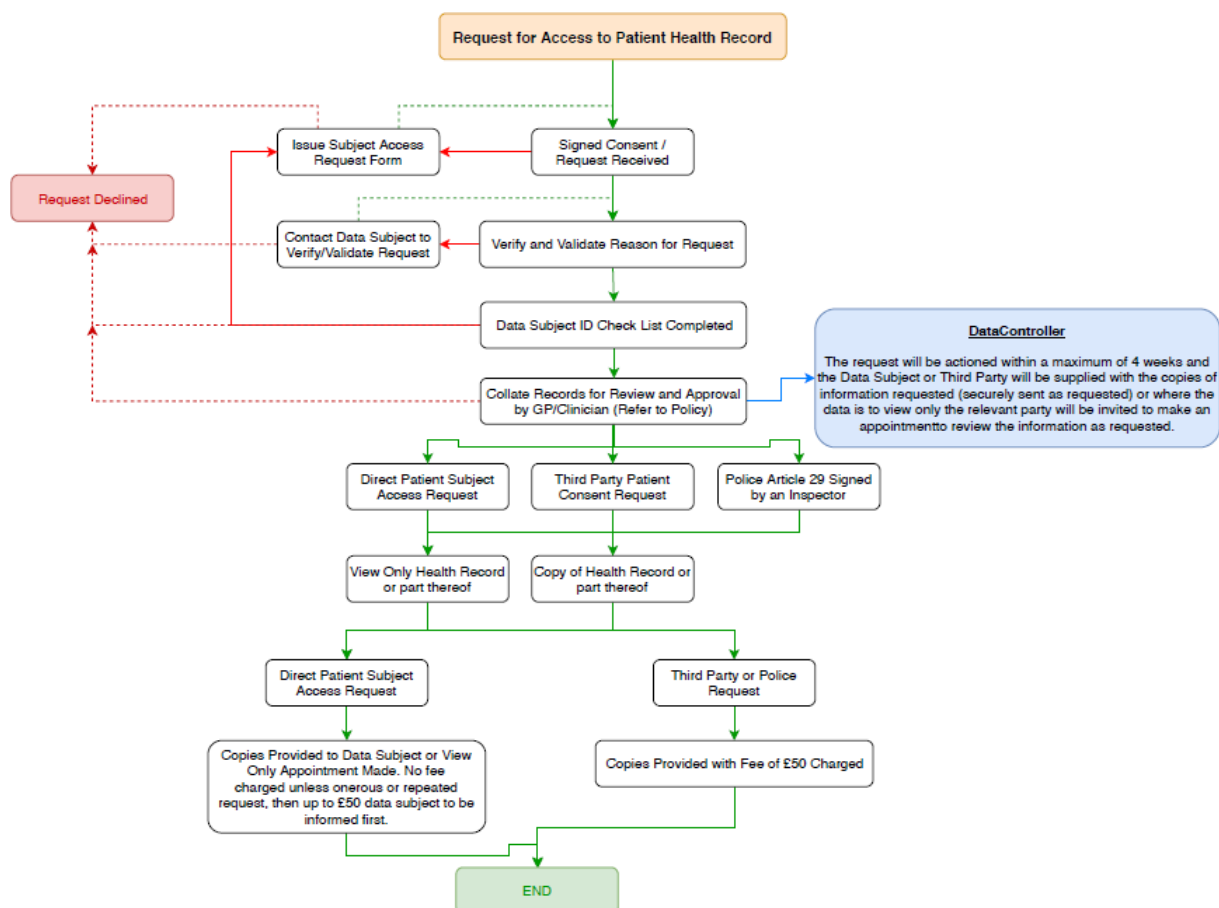 Request for Access to Patient Health Record
Issue Subject Access
Request Form
Signed Consent /
Request Received
Request Declined
Contact Data Subject to
Verify/Validate Request
Verify and Validate Reason for Request
Data Subject ID Check List Completed
DataController
The request will be actioned within a maximum of 4 weeks and
the Data Subject or Third Party will be supplied with the copies of
information requested (securely sent as requested) or where the
data is to view only the relevant party will be invited to make an
appointmentto review the information as requested.
Collate Records for Review and Approval
by GP/Clinician (Refer to Policy)
Direct Patient Subject
Access Request
Third Party Patient
Consent Request
Police Article 29 Signed
by an Inspector
View Only Health Record
or part thereof
Copy of Health Record or
part thereof
Direct Patient Subject
Access Request
Third Party or Police
Request
Copies Provided to Data Subject or View
Only Appointment Made. No fee
charged unless onerous or repeated
request, then up to £50 data subject to be
informed first.
Copies Provided with Fee of £50 Charged
END